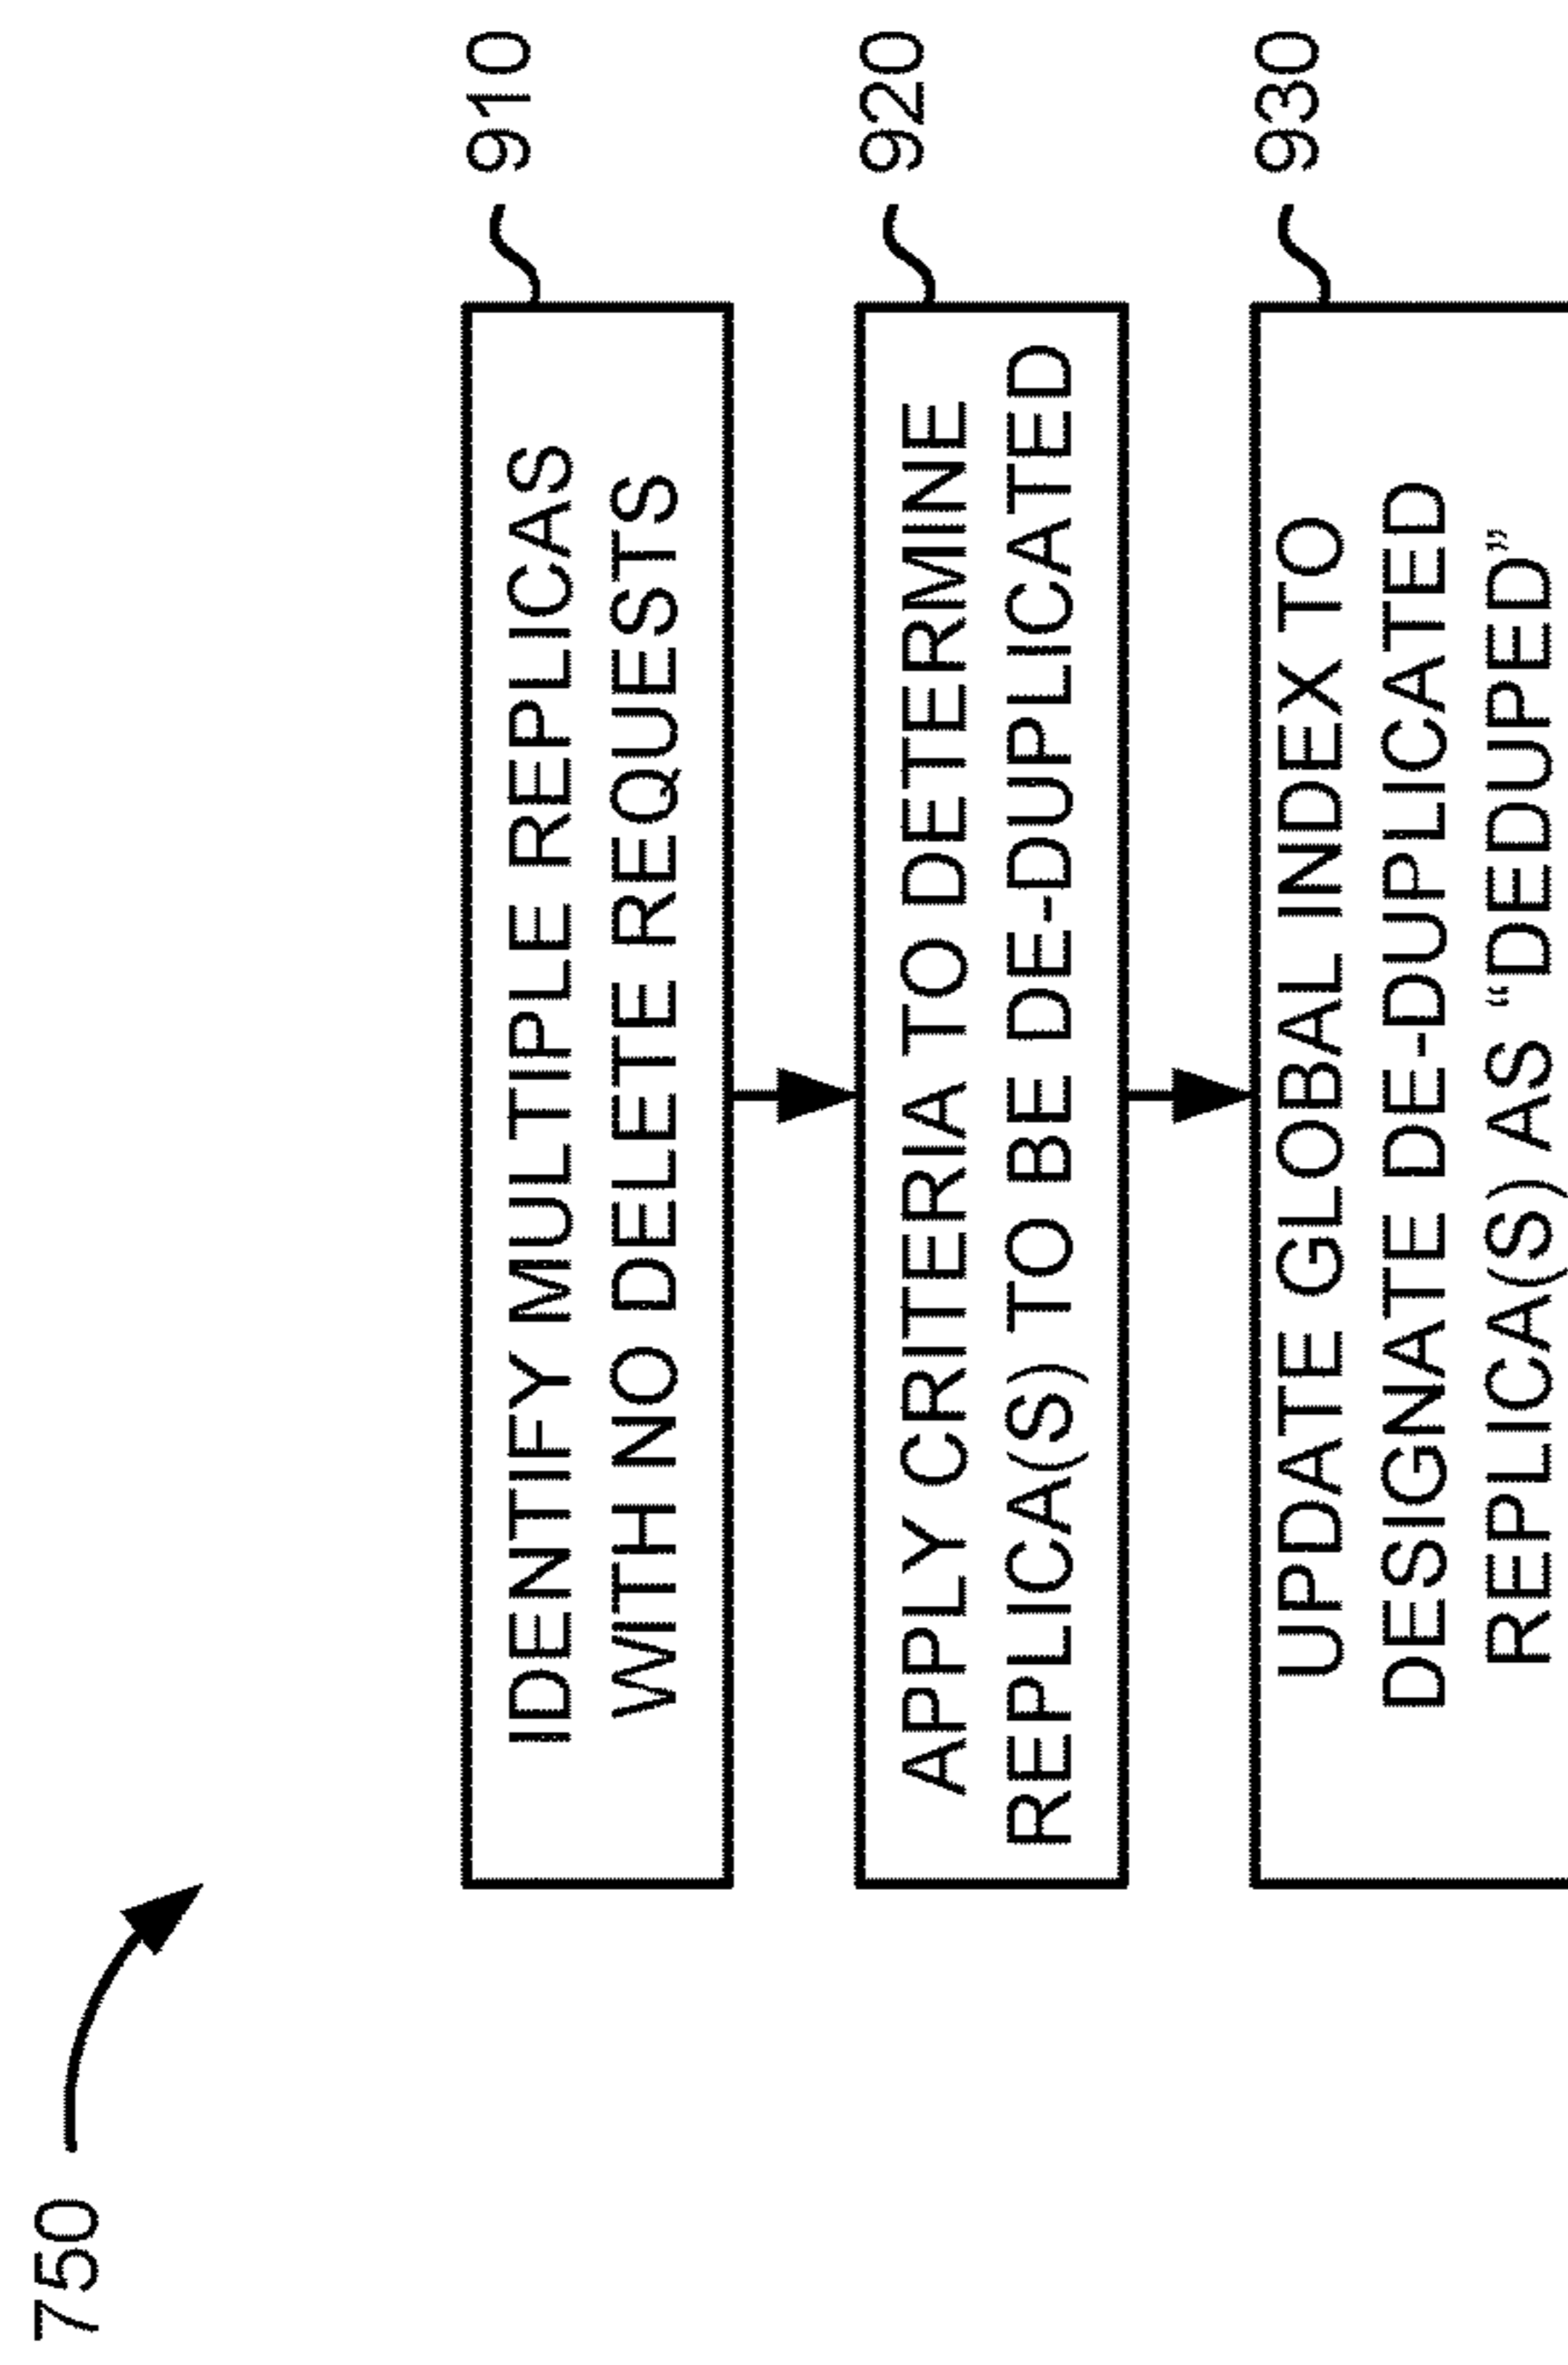 750
IDENTIFY MULTIPLE REPLICAS
WITH NO DELETE REQUESTS
910
APPLY CRITERIA TO DETERMINE
REPLICA(S) TO BE DE-DUPLICATED
920
UPDATE GLOBAL INDEX TO
DESIGNATE DE-DUPLICATED
REPLICA(S) AS “DEDUPED”
930